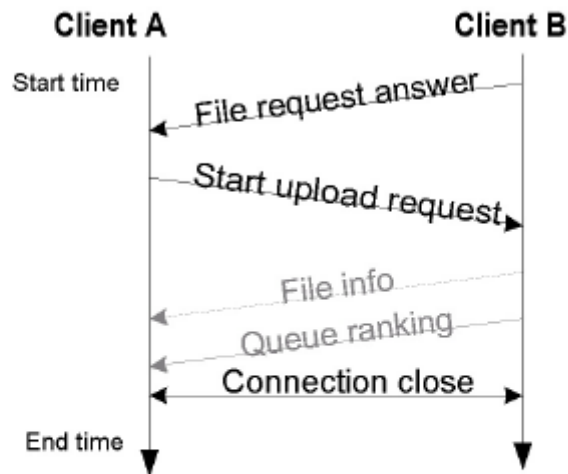 Client A
Client B
Start time
File request answer
Start upload request
File info
Queue ranking
Connection close
End time